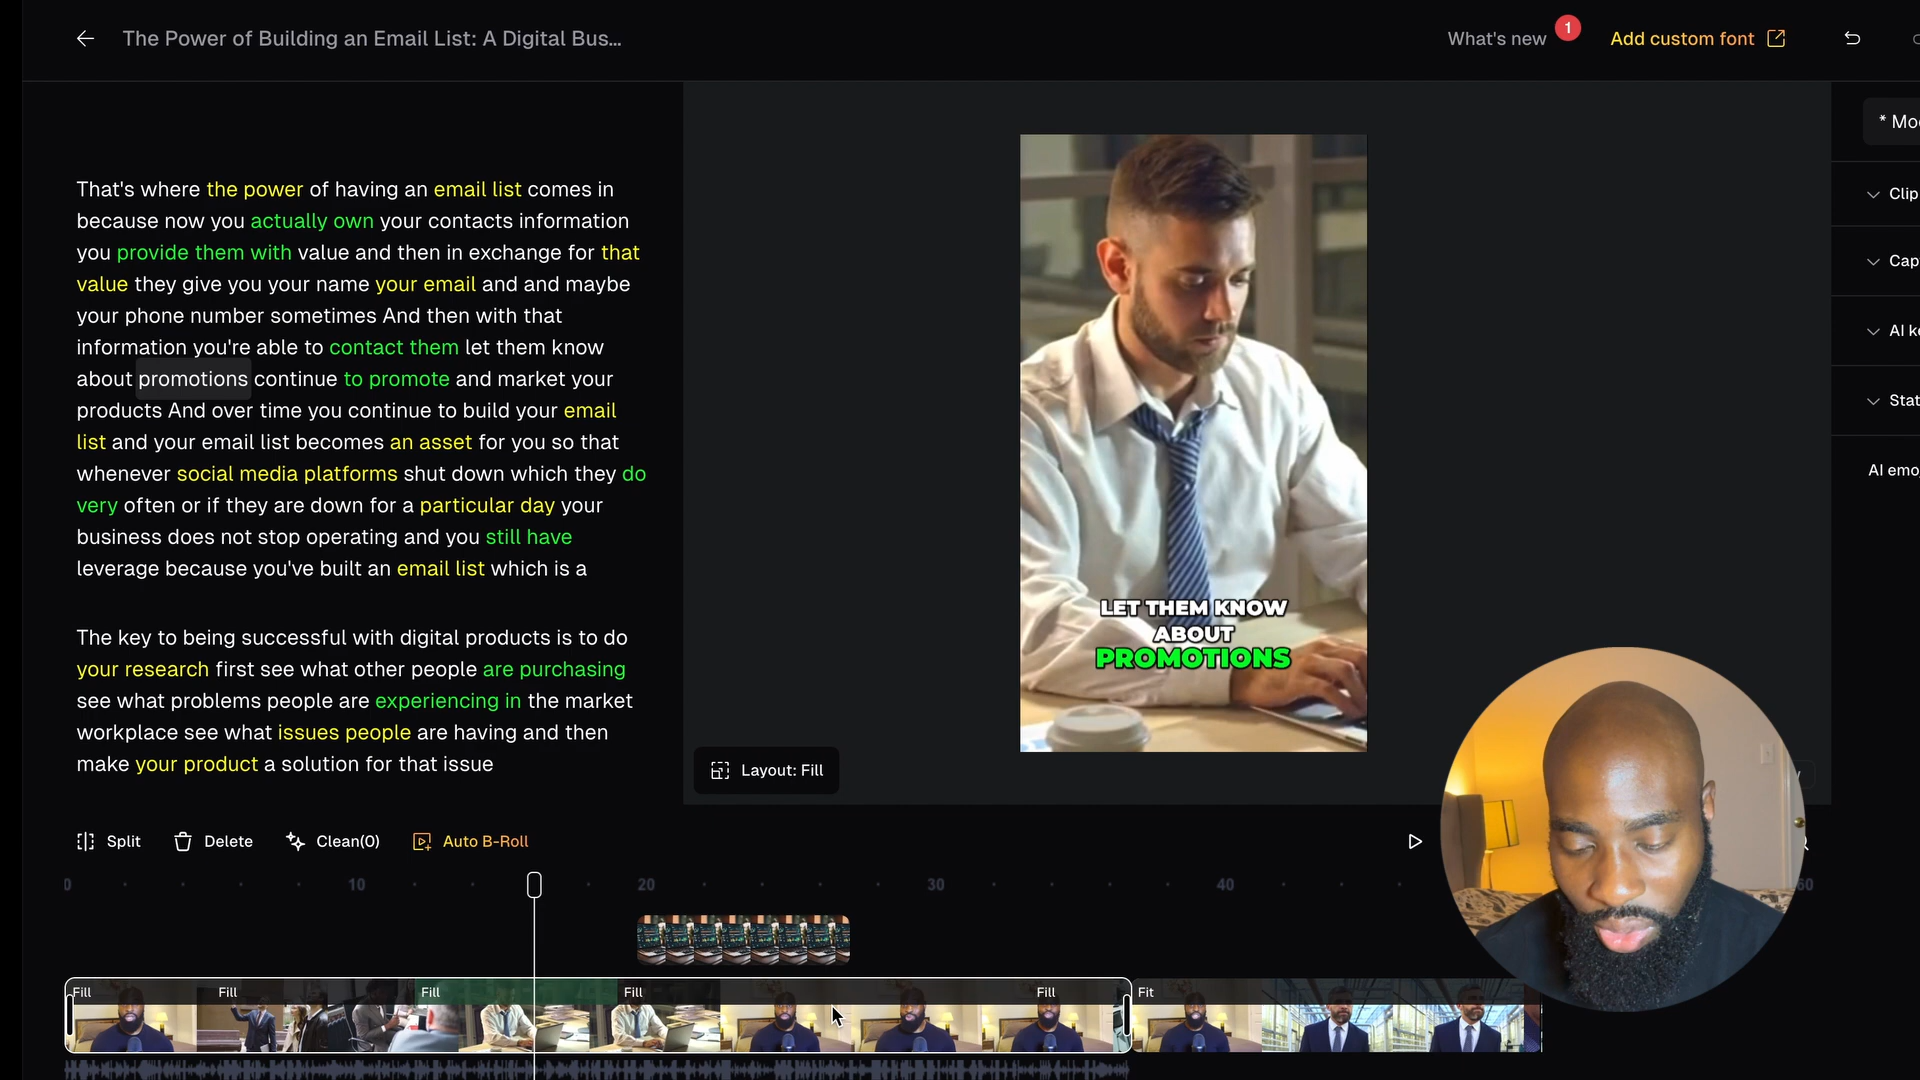 The Power of Building an Email List: A Digital Bus...
What's new
1
Add custom font
* Mo
That's where the power of having an email list comes in
because now you actually own your contacts information
you provide them with value and then in exchange for that
value they give you your name your email and and maybe
your phone number sometimes And then with that
information you're able to contact them let them know
about promotions continue to promote and market your
products And over time you continue to build your email
list and your email list becomes an asset for you so that
whenever social media platforms shut down which they do
very often or if they are down for a particular day your
business does not stop operating and you still have
leverage because you've built an email list which is a
The key to being successful with digital products is to do
your research first see what other people are purchasing
see what problems people are experiencing in the market
workplace see what issues people are having and then
make your product a solution for that issue
LET THEM KNOW
ABOUT
PROMOTIONS
Layout: Fill
Clip
AI
AI
Split
Delete
Clean(0)
Auto B-Roll
0 10 20 30 40 60
Fill Fill Fill Fill Fill Fit